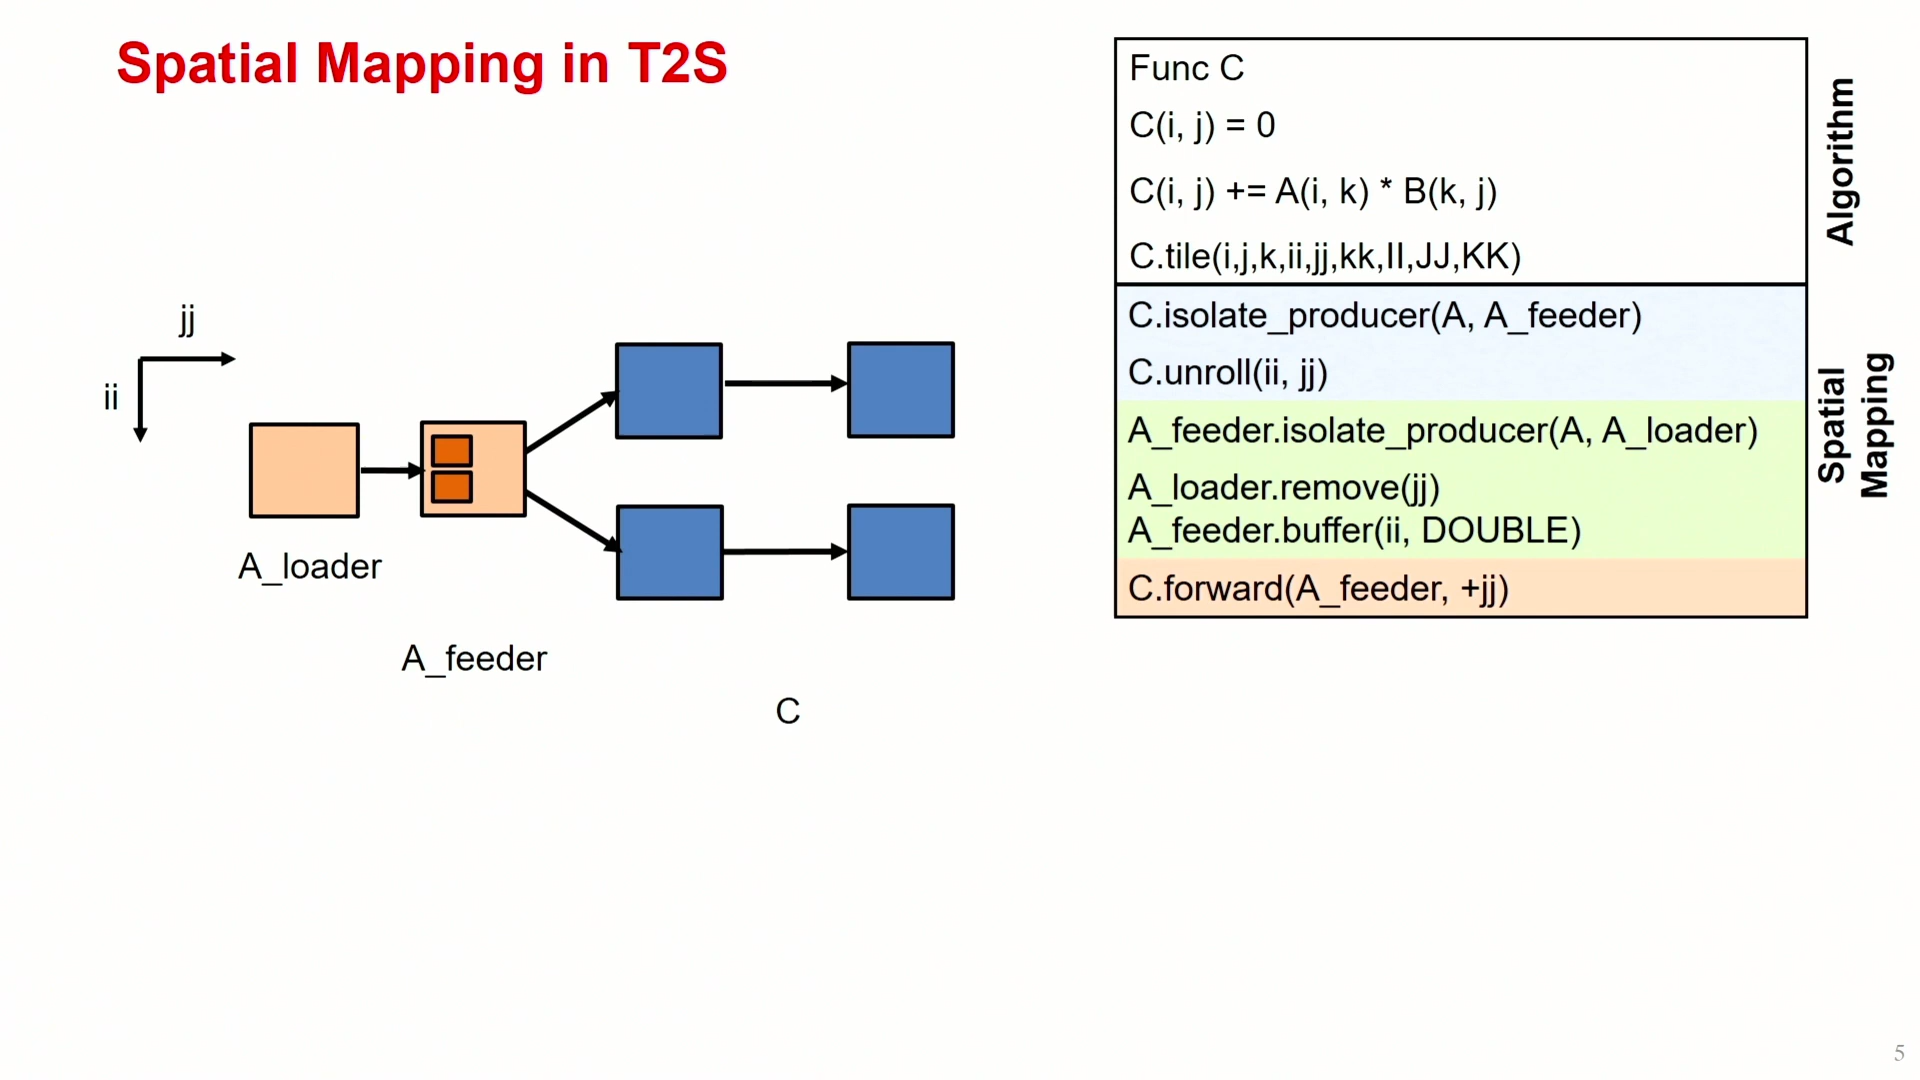 Spatial Mapping in T2S
Func C
C(i, j) = 0
C(i, j) += A(i, k) * B(k, j)
C.tile(i,j,k,ii,jj,kk,II,JJ,KK)
Algorithm
C.isolate_producer(A, A_feeder)
C.unroll(ii, jj)
A_feeder.isolate_producer(A, A_loader)
A_loader.remove(jj)
A_feeder.buffer(ii, DOUBLE)
C.forward(A_feeder, +jj)
Spatial
Mapping
jj
ii
A_loader
A_feeder
C
5